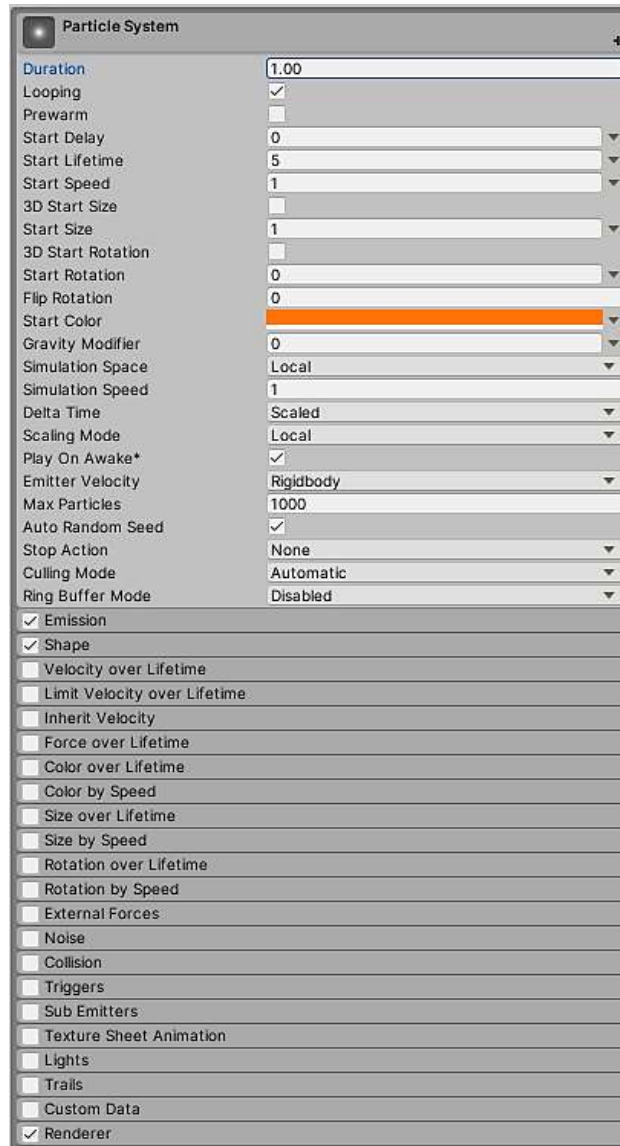 Particle System
Duration 1.00
Looping
Prewarm
Start Delay 0
Start Lifetime 5
Start Speed 1
3D Start Size
Start Size 1
3D Start Rotation
Start Rotation 0
Flip Rotation 0
Start Color
Gravity Modifier 0
Simulation Space Local
Simulation Speed 1
Delta Time Scaled
Scaling Mode Local
Play On Awake*
Emitter Velocity Rigidbody
Max Particles 1000
Auto Random Seed
Stop Action None
Culling Mode Automatic
Ring Buffer Mode Disabled
Emission
Shape
Velocity over Lifetime
Limit Velocity over Lifetime
Inherit Velocity
Force over Lifetime
Color over Lifetime
Color by Speed
Size over Lifetime
Size by Speed
Rotation over Lifetime
Rotation by Speed
External Forces
Noise
Collision
Triggers
Sub Emitters
Texture Sheet Animation
Lights
Trails
Custom Data
Renderer